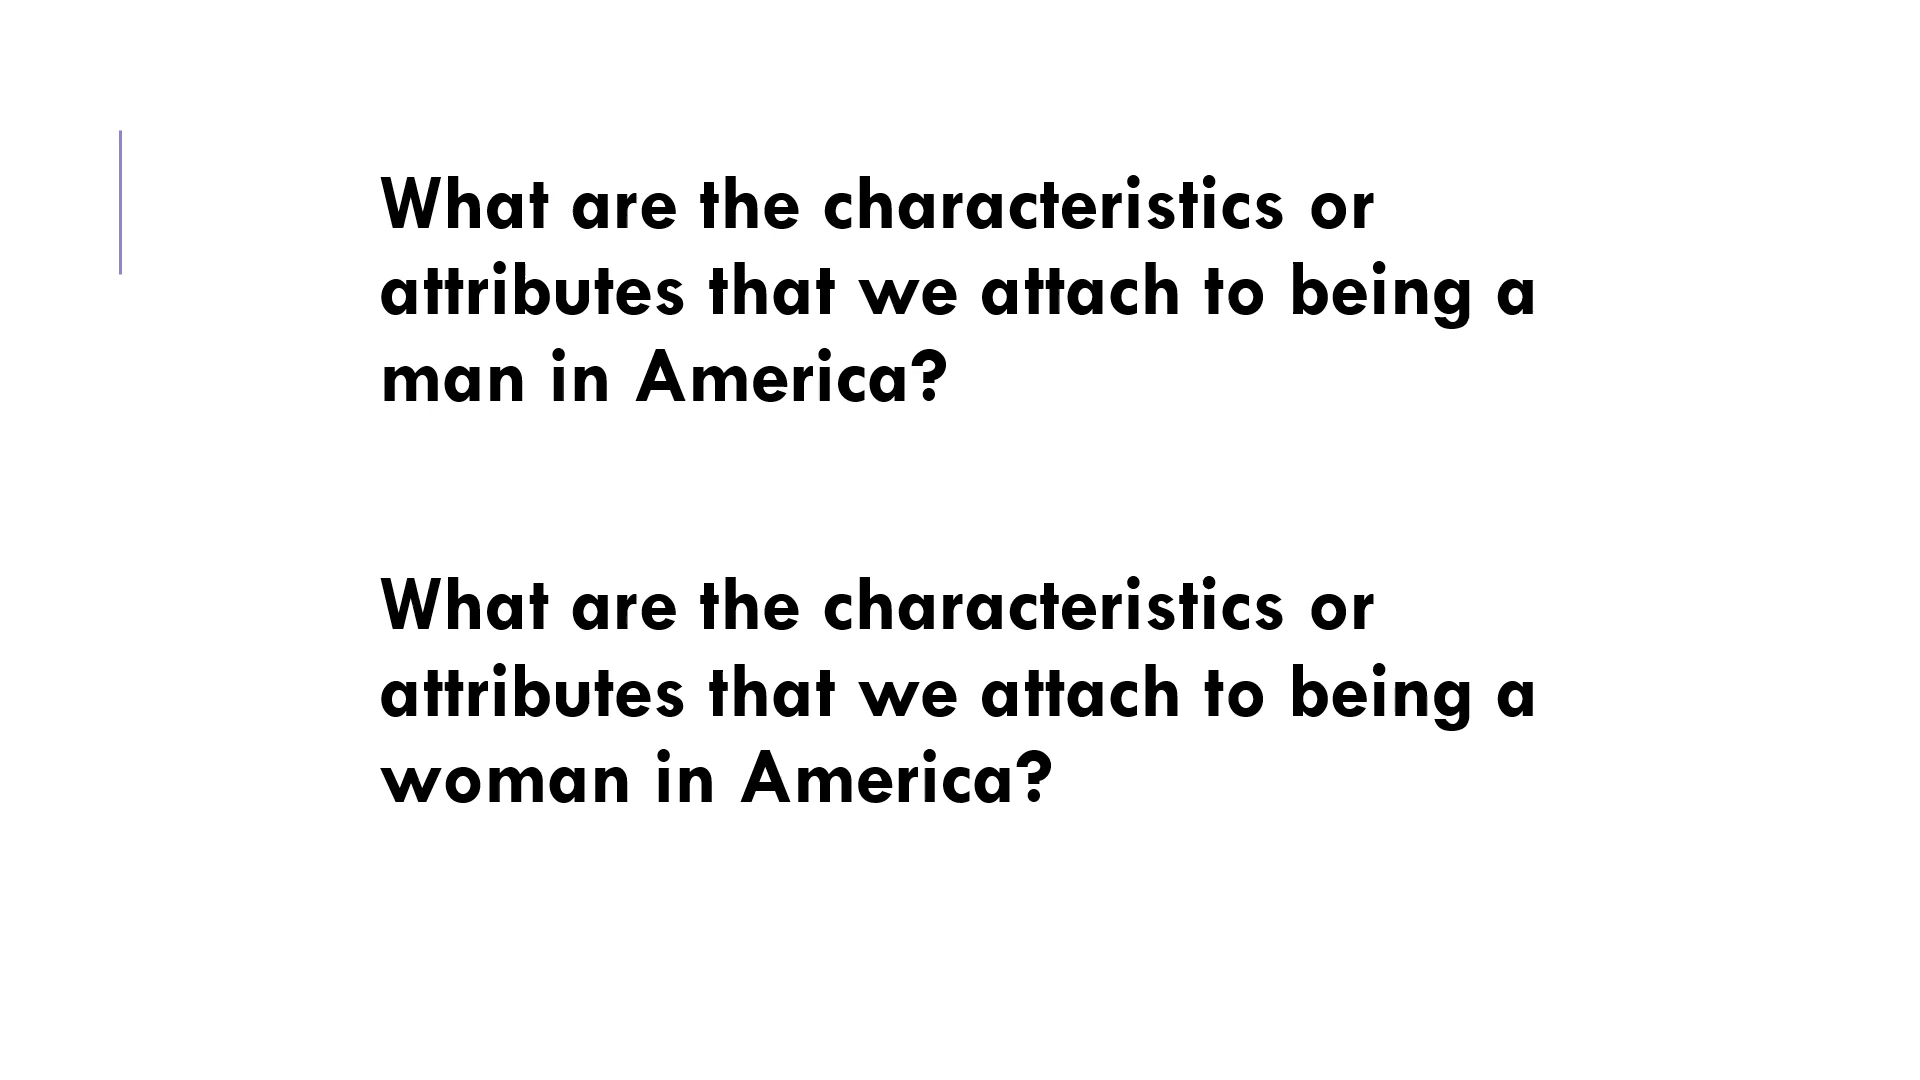 What are the characteristics or
attributes that we attach to being a
man in America?
What are the characteristics or
attributes that we attach to being a
woman in America?